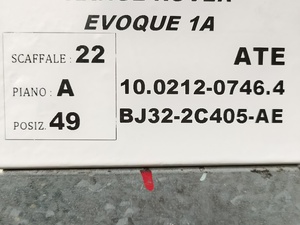 EVOQUE 1A
SCAFFALE: 22
PIANO: A
POSIZ. 49
ATE
10.0212-0746.4
BJ32-2C405-AE